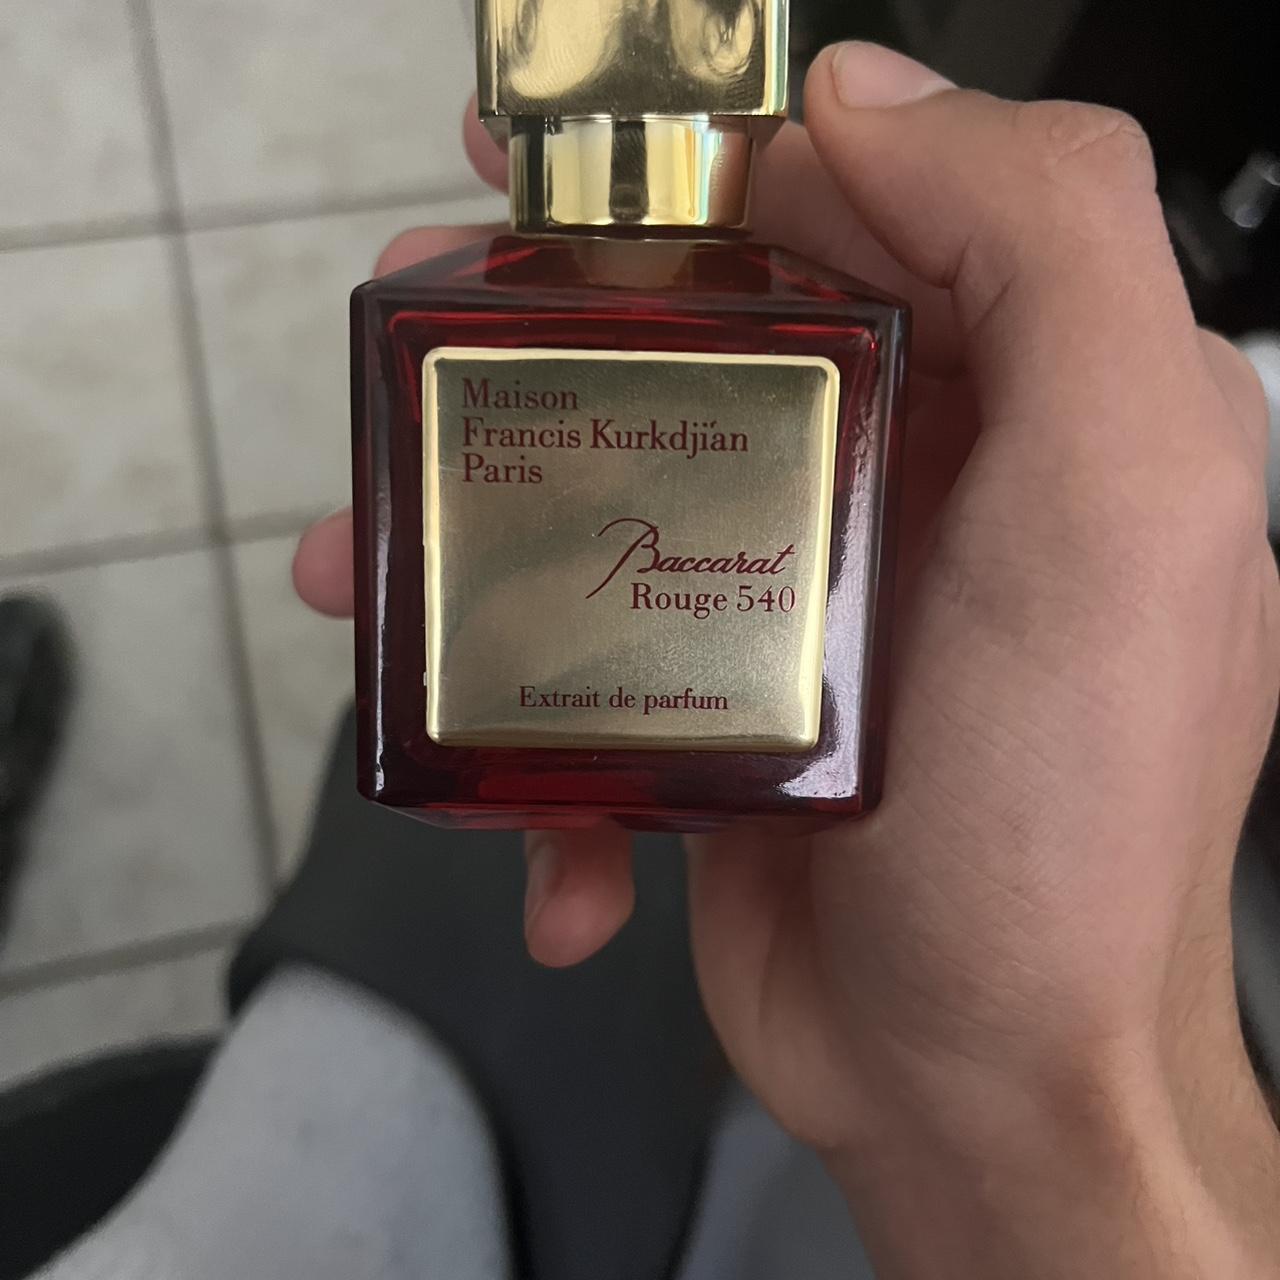 Maison
Francis Kurkdjian
Paris
Baccarat
Rouge 540
Extrait de parfum